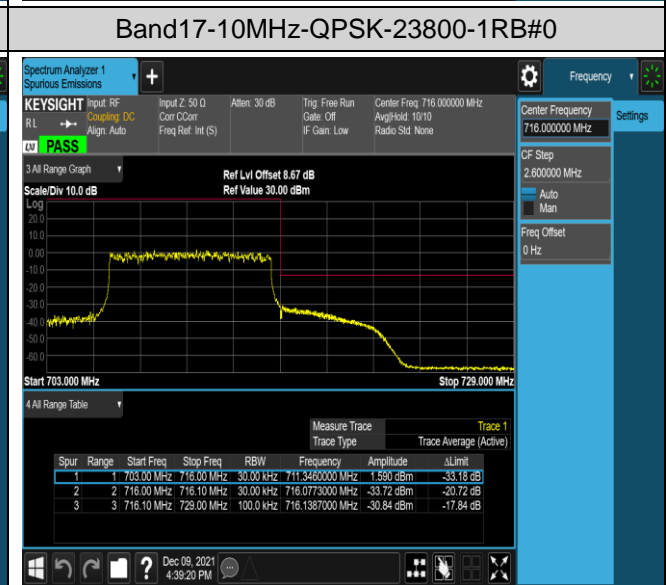 Band17-10MHz-QPSK-23800-1RB#0
Spectrum Analyzer 1
Spurious Emissions
+
Frequency
KEYSIGHT
RL
PASS
Input: RF
Coupling: DC
Align: Auto
Input Z: 50 Ω
Corr CCorr
Freq Ref: Int (S)
Atten: 30 dB
Trig: Free Run
Gate: Off
IF Gain: Low
Center Freq: 716.000000 MHz
Avg|Hold: 10/10
Radio Std: None
Center Frequency
716.000000 MHz
Settings
CF Step
2.600000 MHz
Auto
Man
Freq Offset
0 Hz
3 All Range Graph
Ref Lvl Offset 8.67 dB
Scale/Div 10.0 dB
Ref Value 30.00 dBm
Log
20.0
10.0
0.00
-10.0
-20.0
-30.0
-40.0
-50.0
-60.0
Start 703.000 MHz
Stop 729.000 MHz
4 All Range Table
Measure Trace Trace 1
Trace Type Trace Average (Active)
Spur Range Start Freq Stop Freq RBW Frequency Amplitude ΔLimit
1 1 703.00 MHz 716.00 MHz 30.00 kHz 711.3460000 MHz 1.590 dBm -33.18 dB
2 2 716.00 MHz 716.10 MHz 30.00 kHz 716.0773000 MHz -33.72 dBm -20.72 dB
3 3 716.10 MHz 729.00 MHz 100.0 kHz 716.1387000 MHz -30.84 dBm -17.84 dB
?
Dec 09, 2021
4:39:20 PM